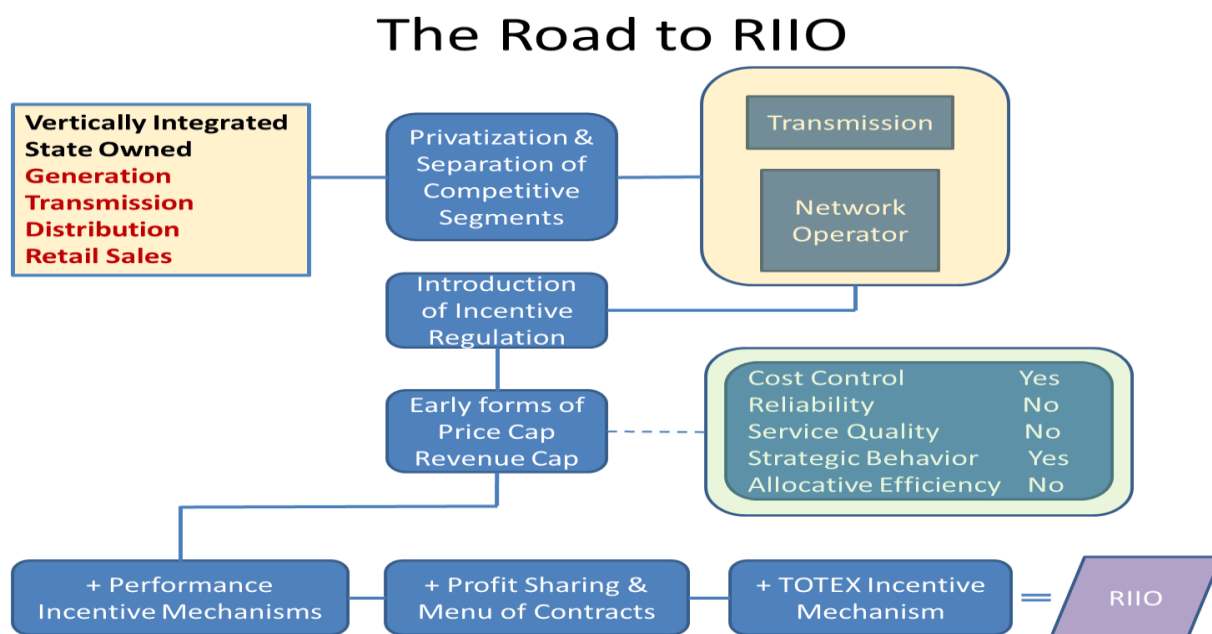 The Road to RIIO
Vertically Integrated
State Owned
Generation
Transmission
Distribution
Retail Sales
Privatization &
Separation of
Competitive
Segments
Transmission
Network
Operator
Introduction
of Incentive
Regulation
Early forms of
Price Cap
Revenue Cap
Cost Control Yes
Reliability No
Service Quality No
Strategic Behavior Yes
Allocative Efficiency No
+ Performance
Incentive Mechanisms
+ Profit Sharing &
Menu of Contracts
+ TOTEX Incentive
Mechanism
=
RIIO